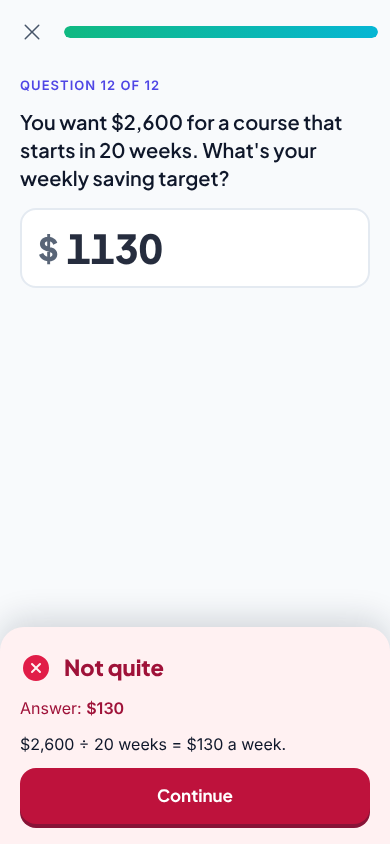 QUESTION 12 OF 12
You want $2,600 for a course that
starts in 20 weeks. What's your
weekly saving target?
$ 1130
Not quite
Answer: $130
$2,600 ÷ 20 weeks = $130 a week.
Continue